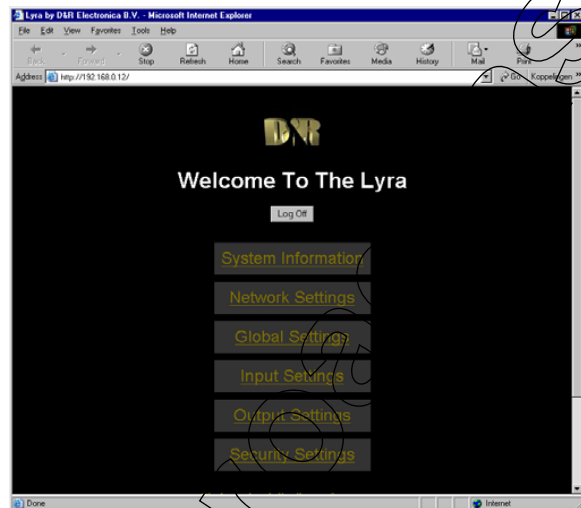 Lyra by D&R Electronica B.V. - Microsoft Internet Explorer
File Edit View Favorites Tools Help
Back Forward Stop Refresh Home Search Favorites Media History Mail Print
Address http://192.168.0.12/ Go Koppelingen »
D&R
Welcome To The Lyra
Log Off
System Information
Network Settings
Global Settings
Input Settings
Output Settings
Security Settings
Done Internet